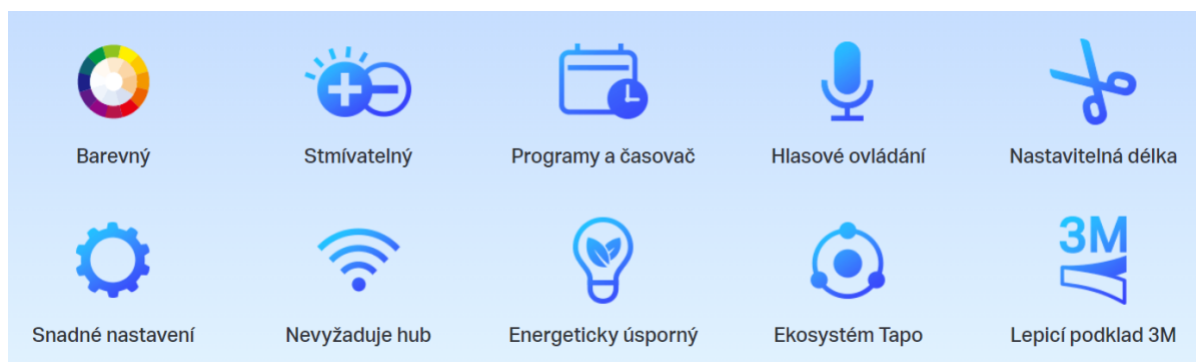 Barevný
Stmívatelný
Programy a časovač
Hlasové ovládání
Nastavitelná délka
3M
Snadné nastavení
Nevyžaduje hub
Energeticky úsporný
Ekosystém Tapo
Lepicí podklad 3M